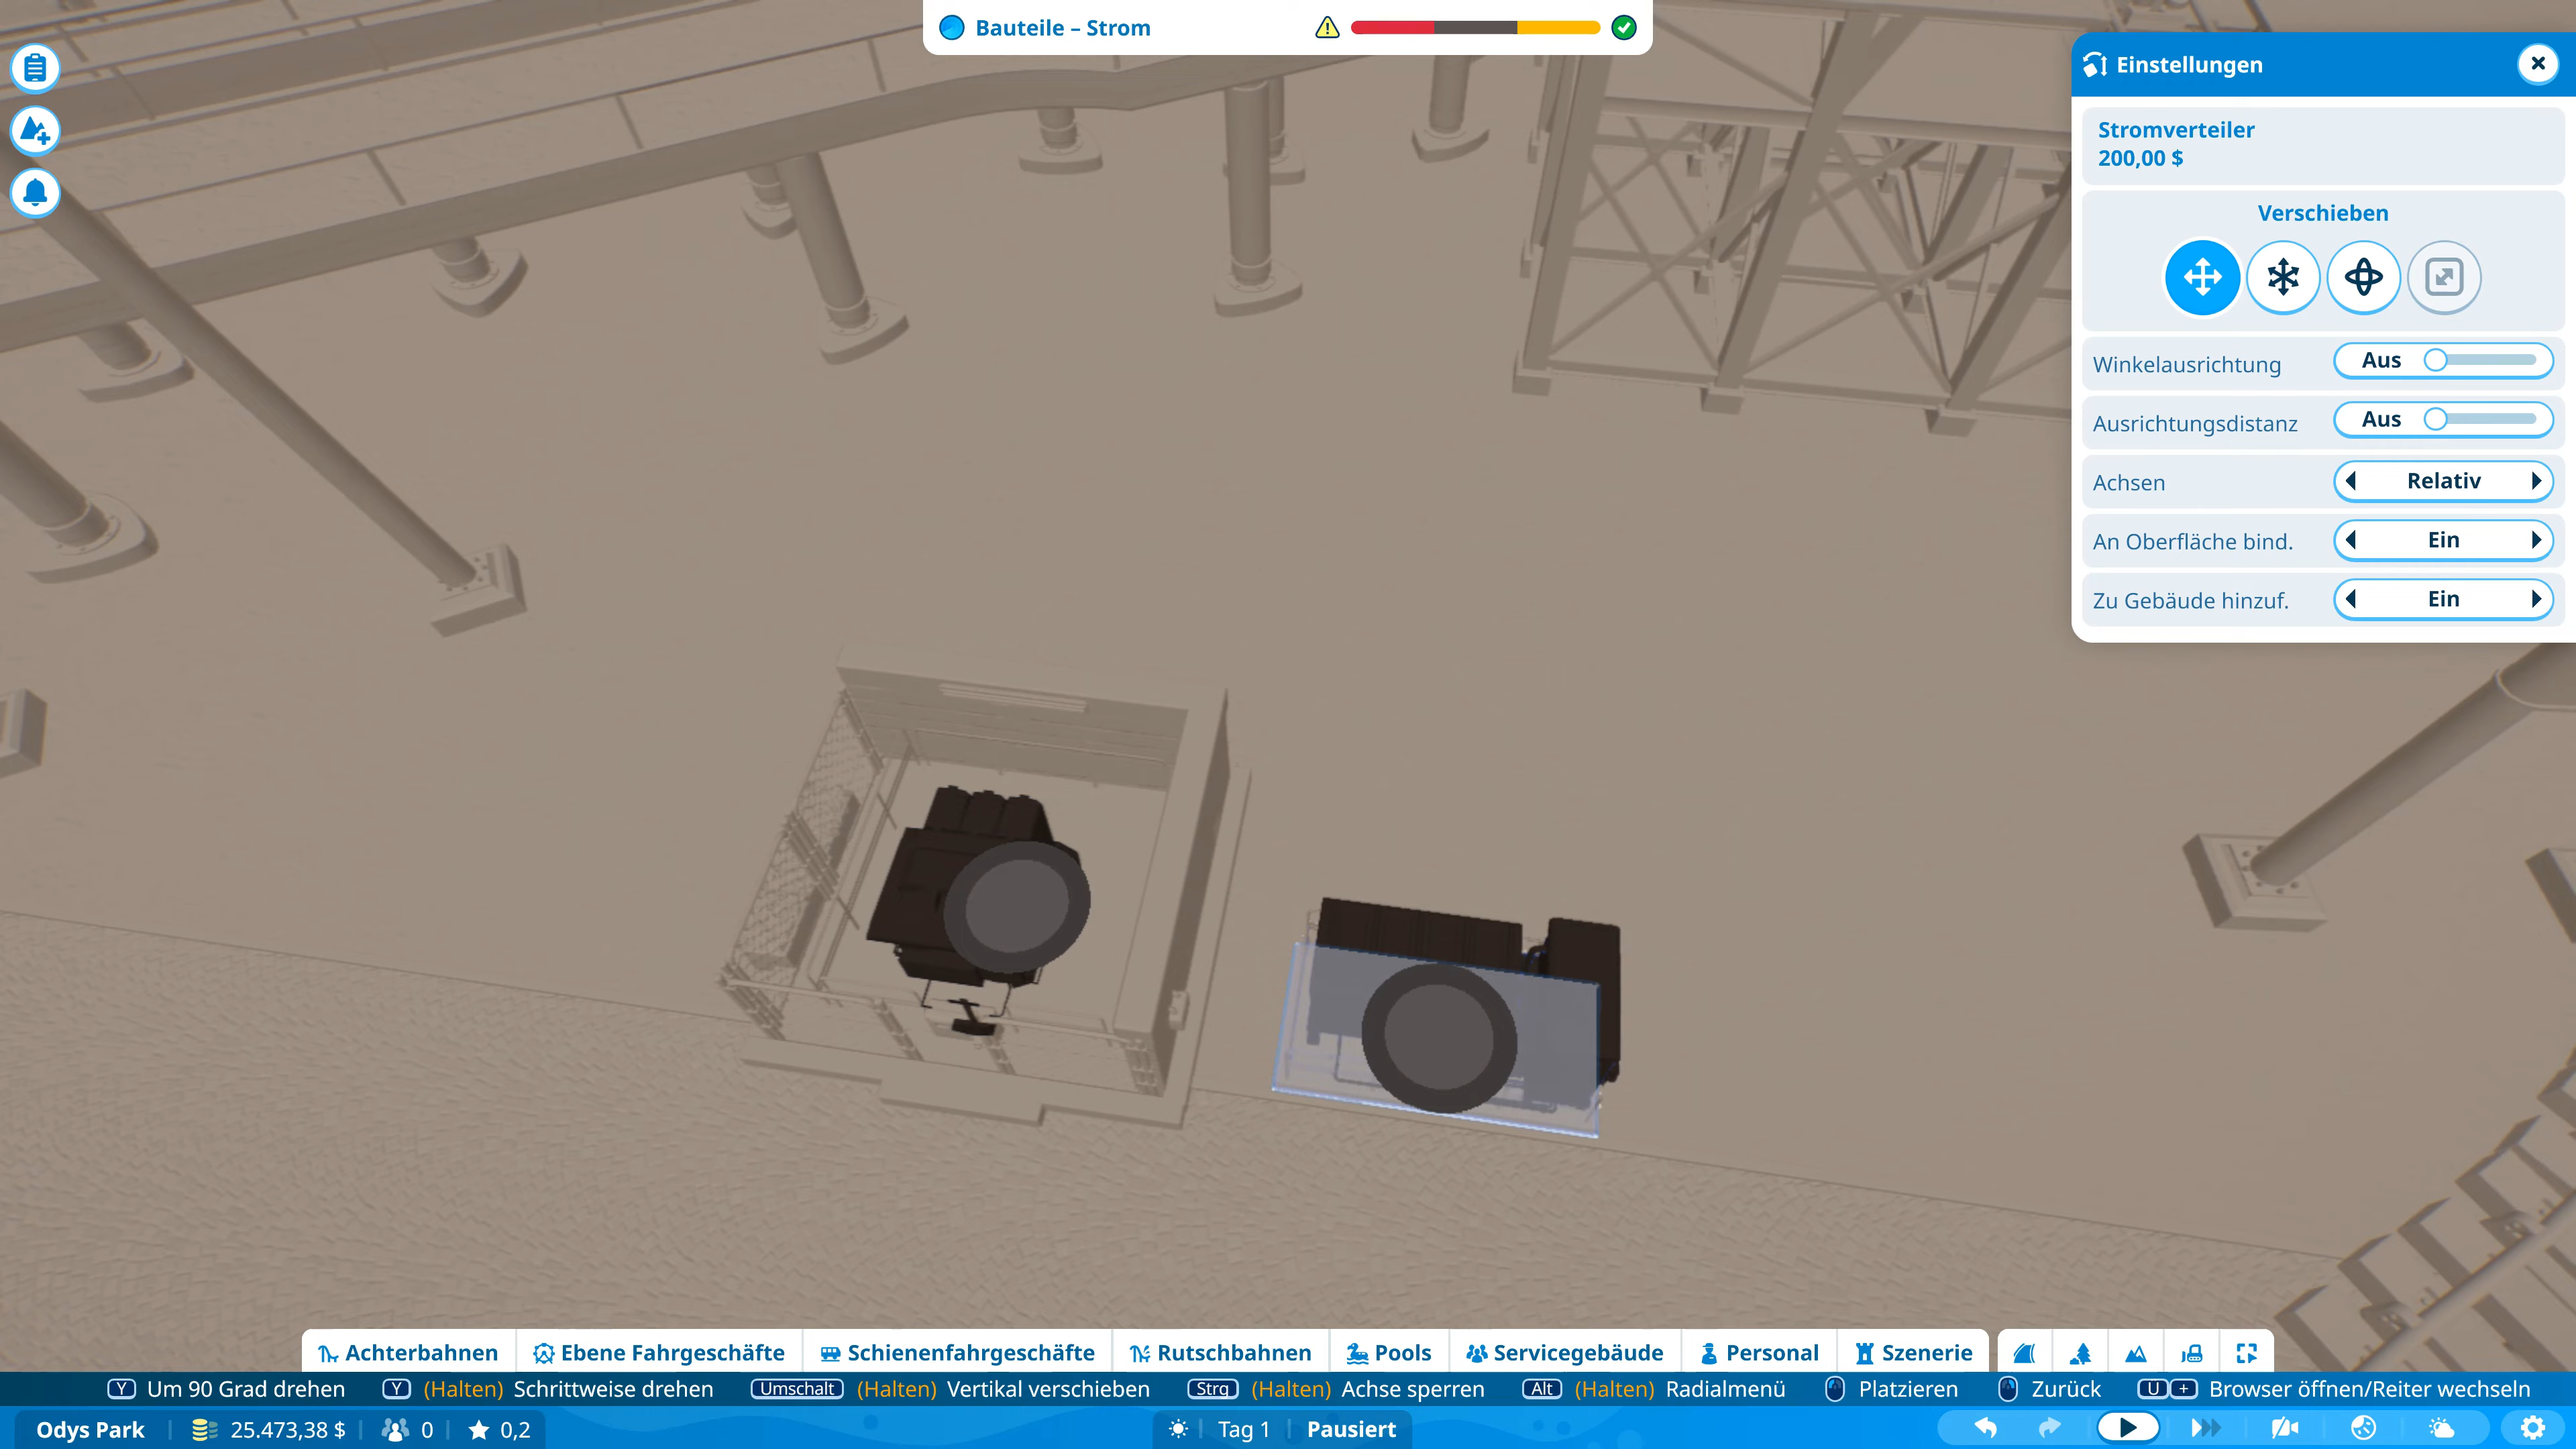 Bauteile – Strom
Einstellungen
Stromverteiler
200,00 $
Verschieben
Winkelausrichtung Aus
Ausrichtungsdistanz Aus
Achsen Relativ
An Oberfläche bind. Ein
Zu Gebäude hinzuf. Ein
Achterbahnen Ebene Fahrgeschäfte Schienenfahrgeschäfte Rutschbahnen Pools Servicegebäude Personal Szenerie
Y Um 90 Grad drehen Y (Halten) Schrittweise drehen Umschalt (Halten) Vertikal verschieben Strg (Halten) Achse sperren Alt (Halten) Radialmenü Platzieren Zurück U + Browser öffnen/Reiter wechseln
Odys Park 25.473,38 $ 0 0,2 Tag 1 Pausiert